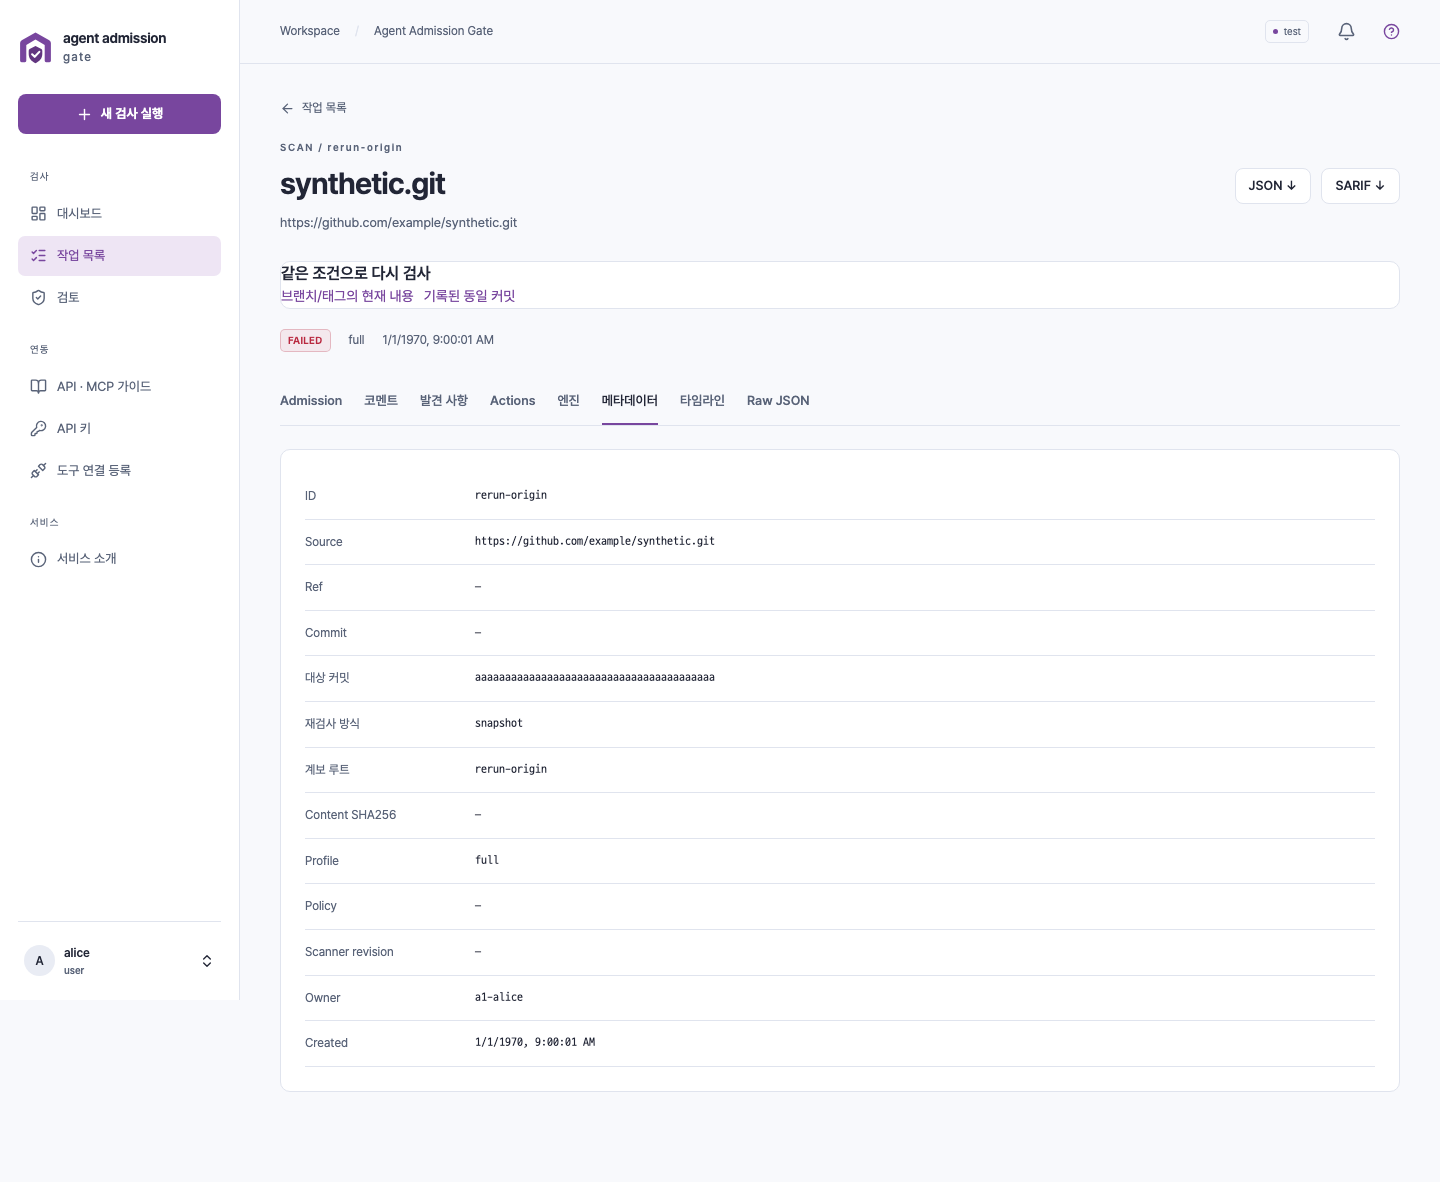 agent admission
gate
새 검사 실행
검사
대시보드
작업 목록
검토
연동
API · MCP 가이드
API 키
도구 연결 등록
서비스
서비스 소개
A
alice
user
Workspace / Agent Admission Gate
test
작업 목록
SCAN / rerun-origin
synthetic.git
JSON ↓ SARIF ↓
https://github.com/example/synthetic.git
같은 조건으로 다시 검사
브랜치/태그의 현재 내용 기록된 동일 커밋
FAILED full 1/1/1970, 9:00:01 AM
Admission 코멘트 발견 사항 Actions 엔진 메타데이터 타임라인 Raw JSON
ID rerun-origin
Source https://github.com/example/synthetic.git
Ref –
Commit –
대상 커밋 aaaaaaaaaaaaaaaaaaaaaaaaaaaaaaaaaaaaaaaa
재검사 방식 snapshot
계보 루트 rerun-origin
Content SHA256 –
Profile full
Policy –
Scanner revision –
Owner a1-alice
Created 1/1/1970, 9:00:01 AM